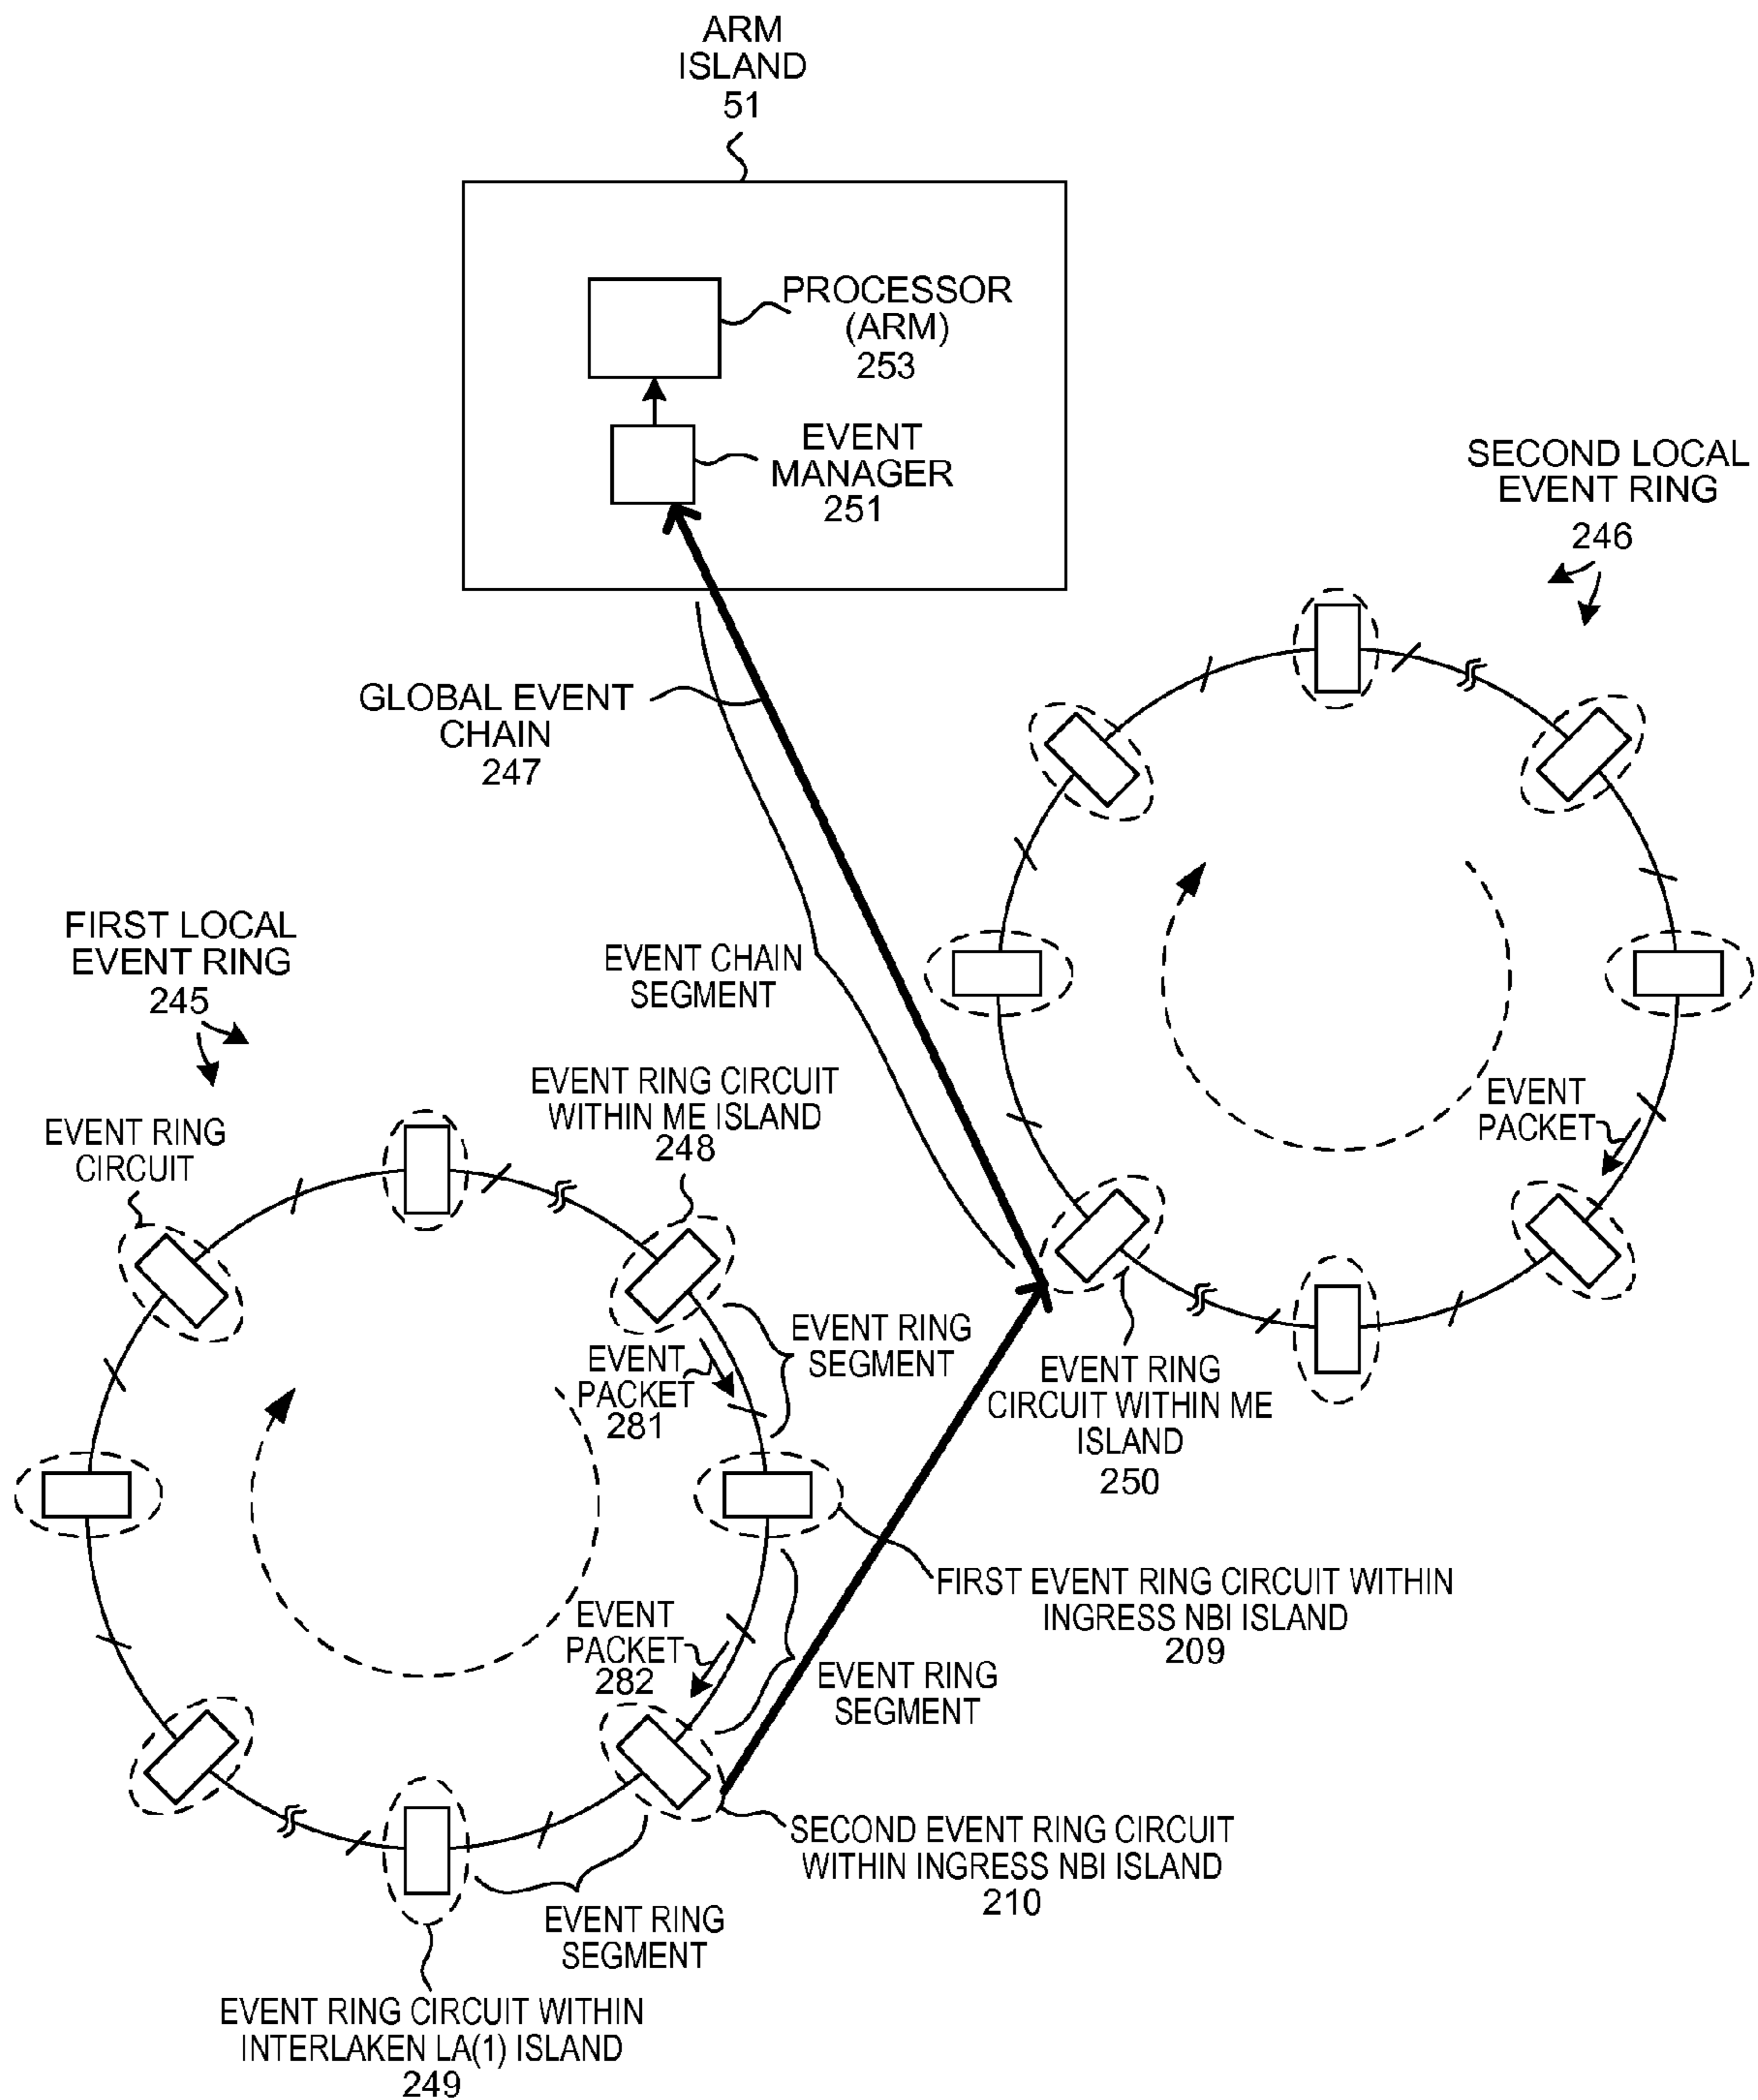 ARM
ISLAND
51
PROCESSOR
(ARM)
253
EVENT
MANAGER
251
SECOND LOCAL
EVENT RING
246
GLOBAL EVENT
CHAIN
247
FIRST LOCAL
EVENT RING
245
EVENT CHAIN
SEGMENT
EVENT RING CIRCUIT
WITHIN ME ISLAND
248
EVENT
PACKET
EVENT RING
CIRCUIT
EVENT RING
SEGMENT
EVENT
PACKET
281
EVENT RING
CIRCUIT WITHIN ME
ISLAND
250
FIRST EVENT RING CIRCUIT WITHIN
INGRESS NBI ISLAND
209
EVENT
PACKET
282
EVENT RING
SEGMENT
SECOND EVENT RING CIRCUIT
WITHIN INGRESS NBI ISLAND
210
EVENT RING
SEGMENT
EVENT RING CIRCUIT WITHIN
INTERLAKEN LA(1) ISLAND
249